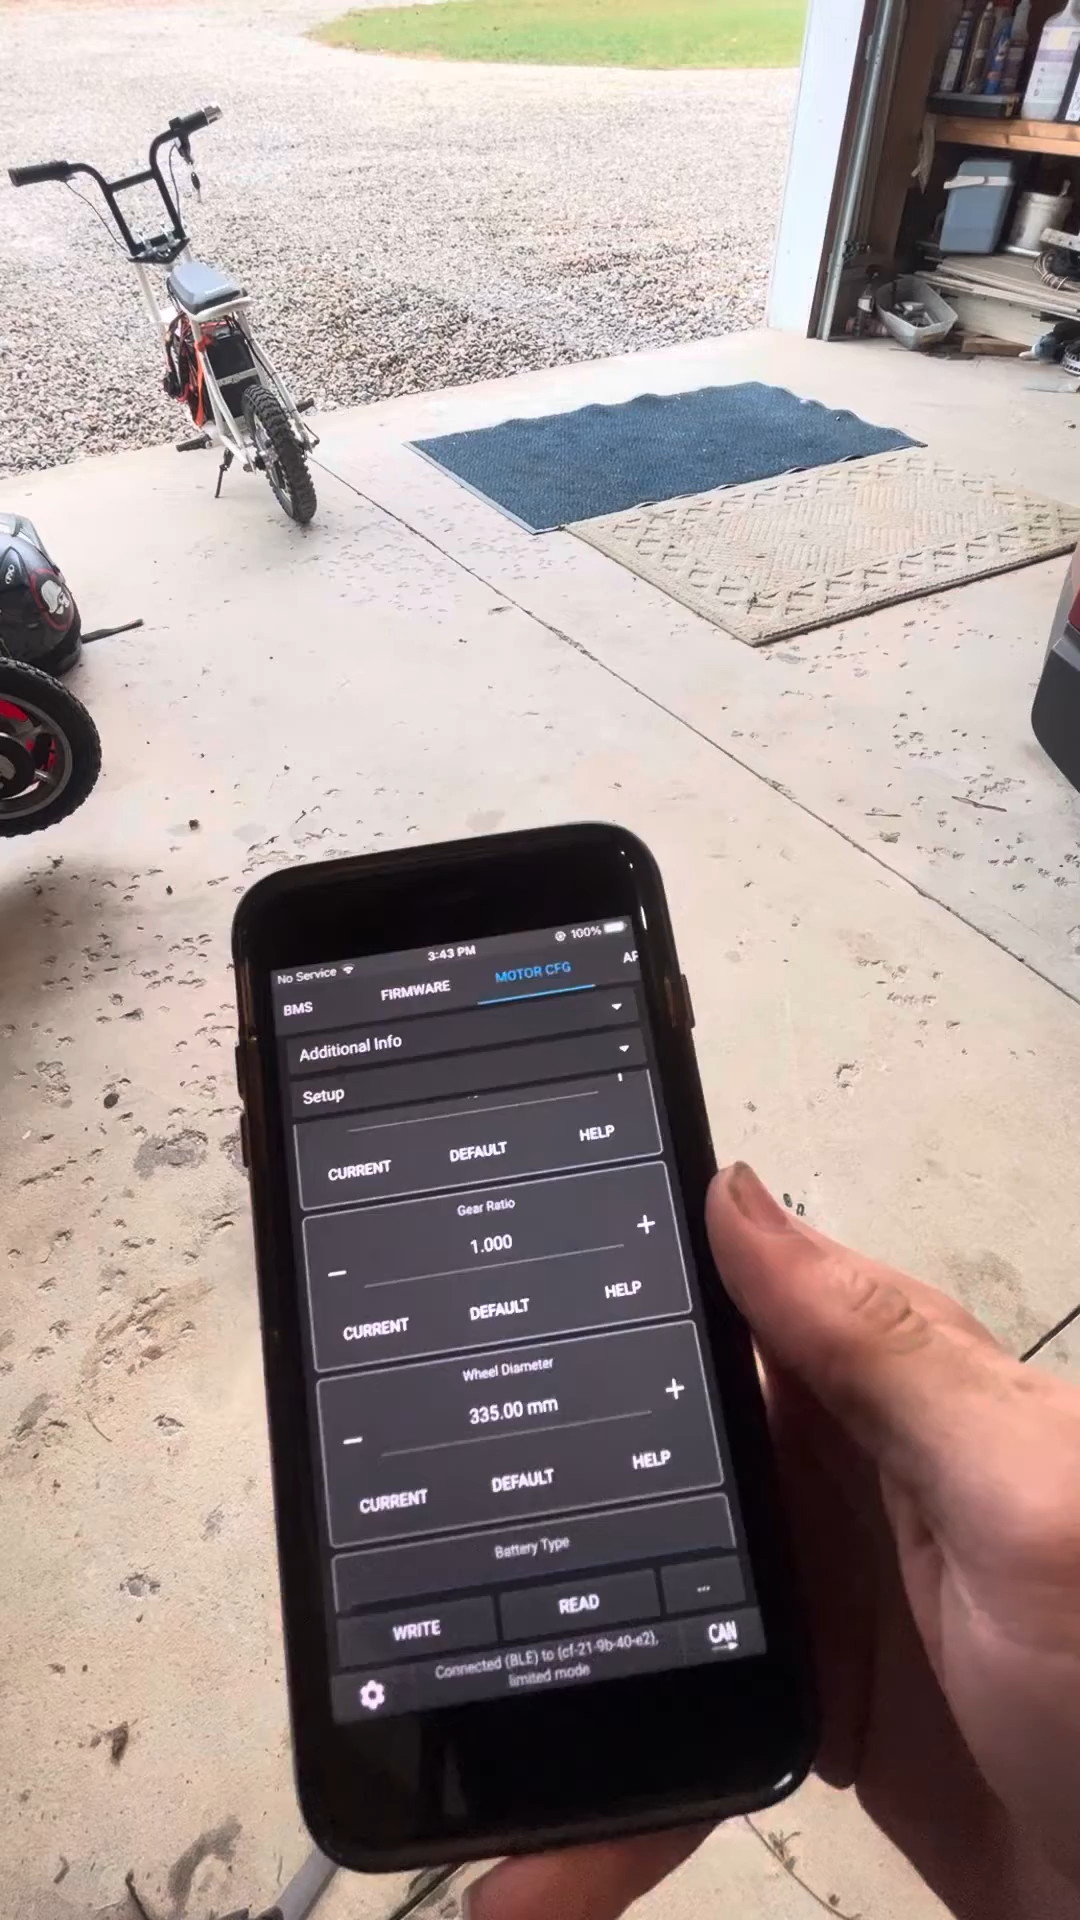 No Service 3:43 PM 100%
BMS FIRMWARE MOTOR CFG
Additional Info
Setup
CURRENT DEFAULT HELP
Gear Ratio
− 1.000 +
CURRENT DEFAULT HELP
Wheel Diameter
− 335.00 mm +
CURRENT DEFAULT HELP
Battery Type
WRITE READ ...
Connected (BLE) to (cf-21-9b-40-e2),
limited mode
CAN